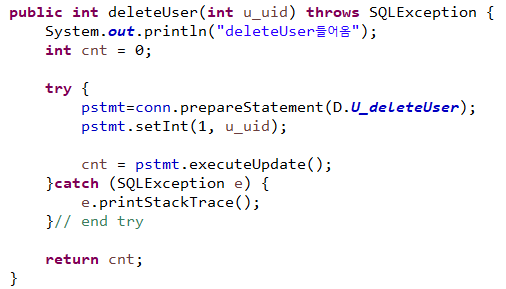 public int deleteUser(int u_uid) throws SQLException {
    System.out.println("deleteUser들어옴");
    int cnt = 0;

    try {
        pstmt=conn.prepareStatement(D.U_deleteUser);
        pstmt.setInt(1, u_uid);

        cnt = pstmt.executeUpdate();
    }catch (SQLException e) {
        e.printStackTrace();
    }// end try

    return cnt;
}